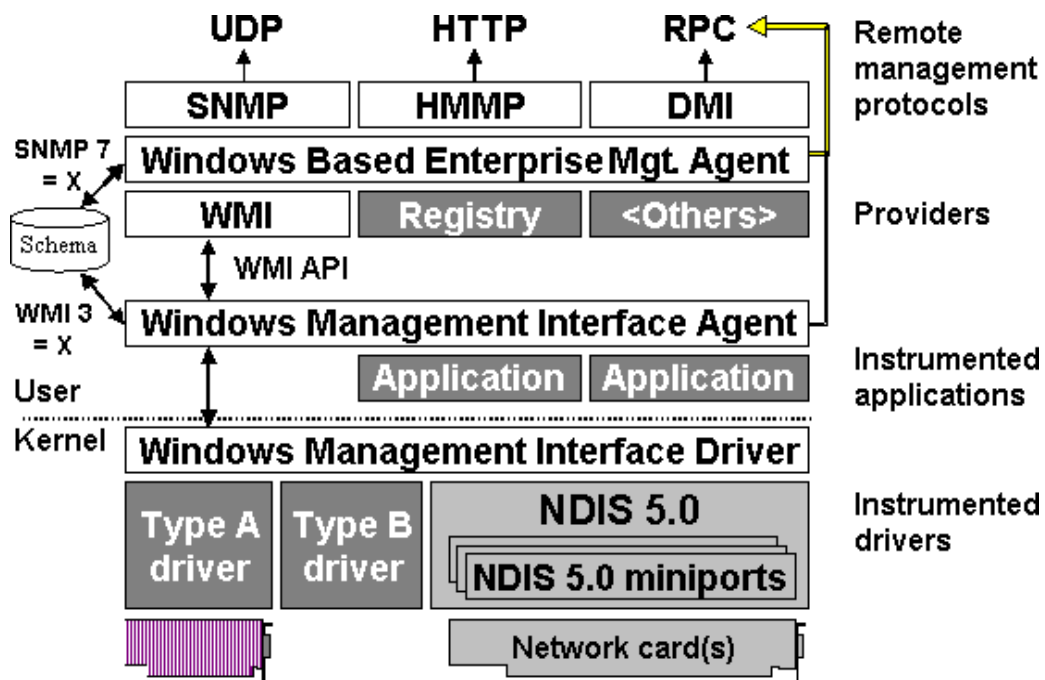 UDP
HTTP
RPC
Remote
management
protocols
SNMP
HMMP
DMI
SNMP 7
= X
Windows Based Enterprise Mgt. Agent
WMI
Registry
<Others>
Providers
Schema
WMI API
WMI 3
= X
Windows Management Interface Agent
Application
Application
Instrumented
applications
User
Kernel
Windows Management Interface Driver
Type A
driver
Type B
driver
NDIS 5.0
NDIS 5.0 miniports
Instrumented
drivers
Network card(s)